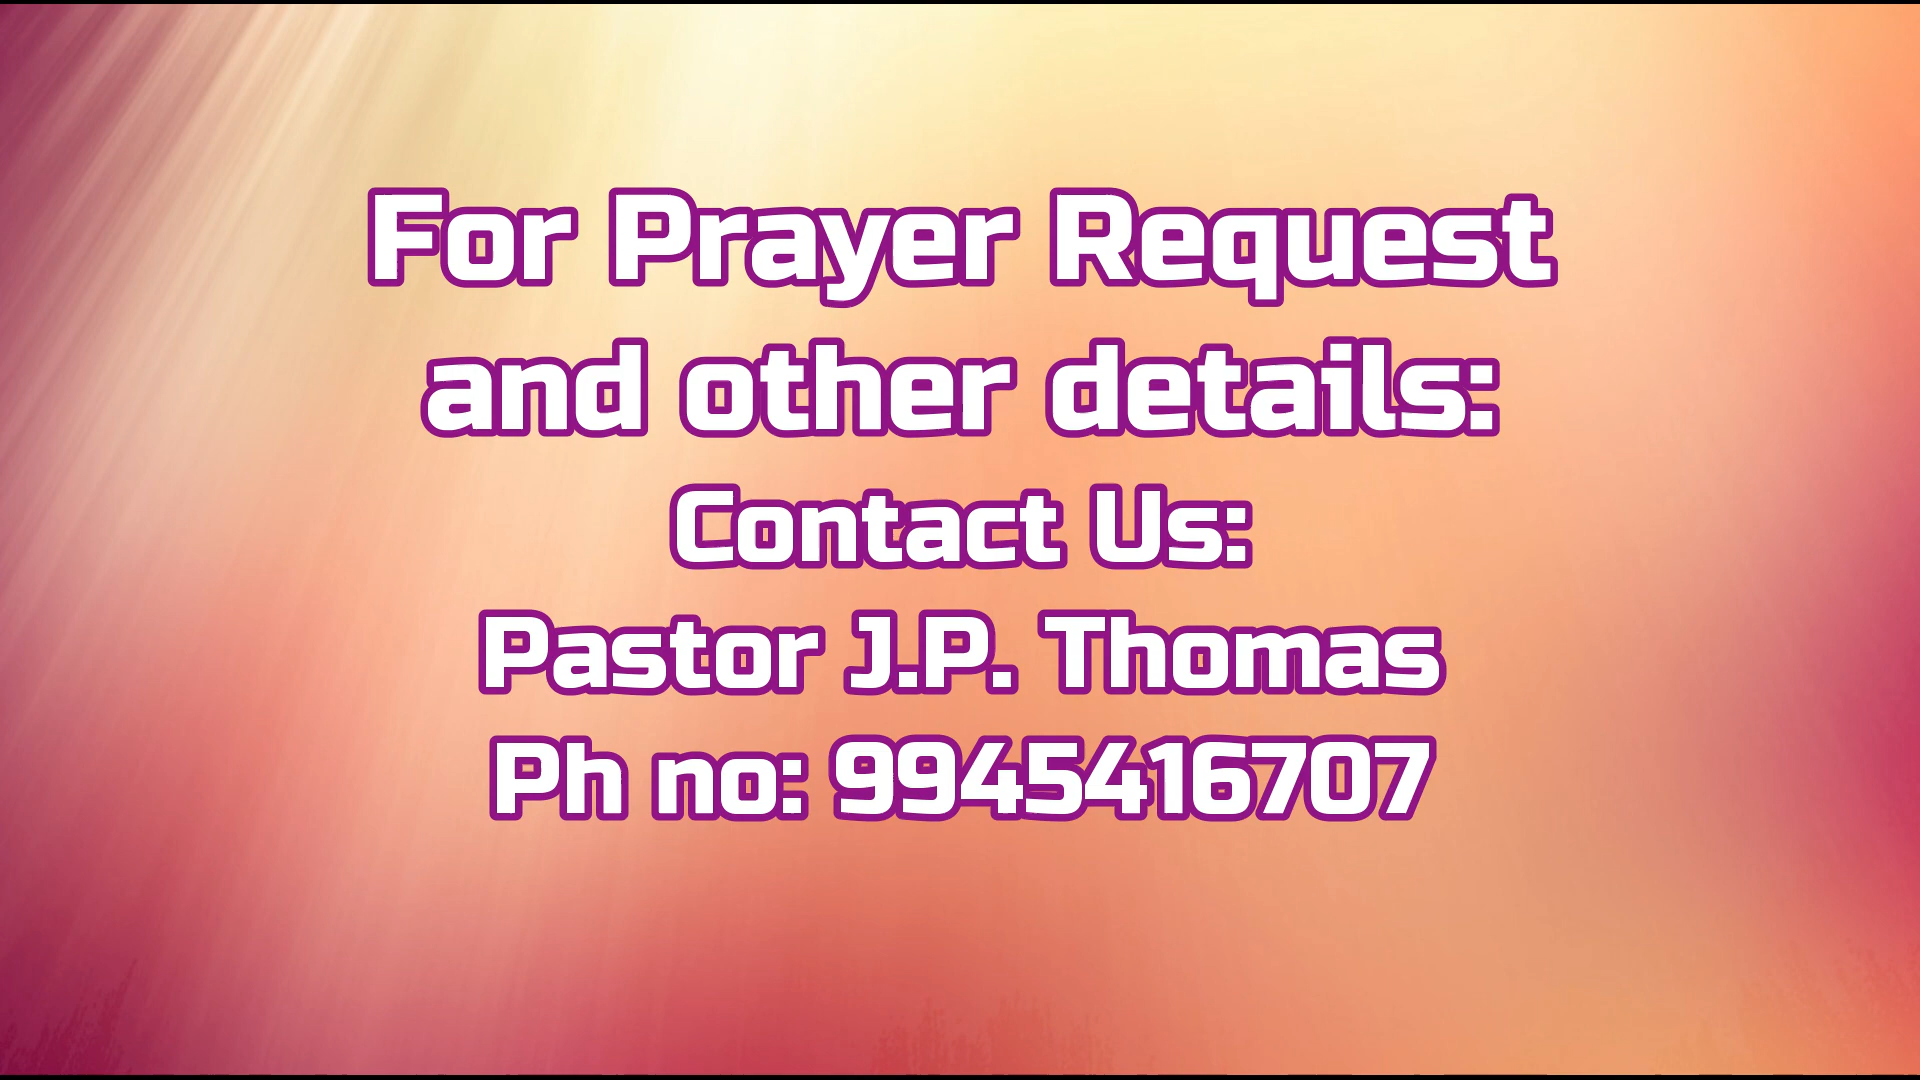 For Prayer Request
and other details:
Contact Us:
Pastor J.P. Thomas
Ph no: 9945416707